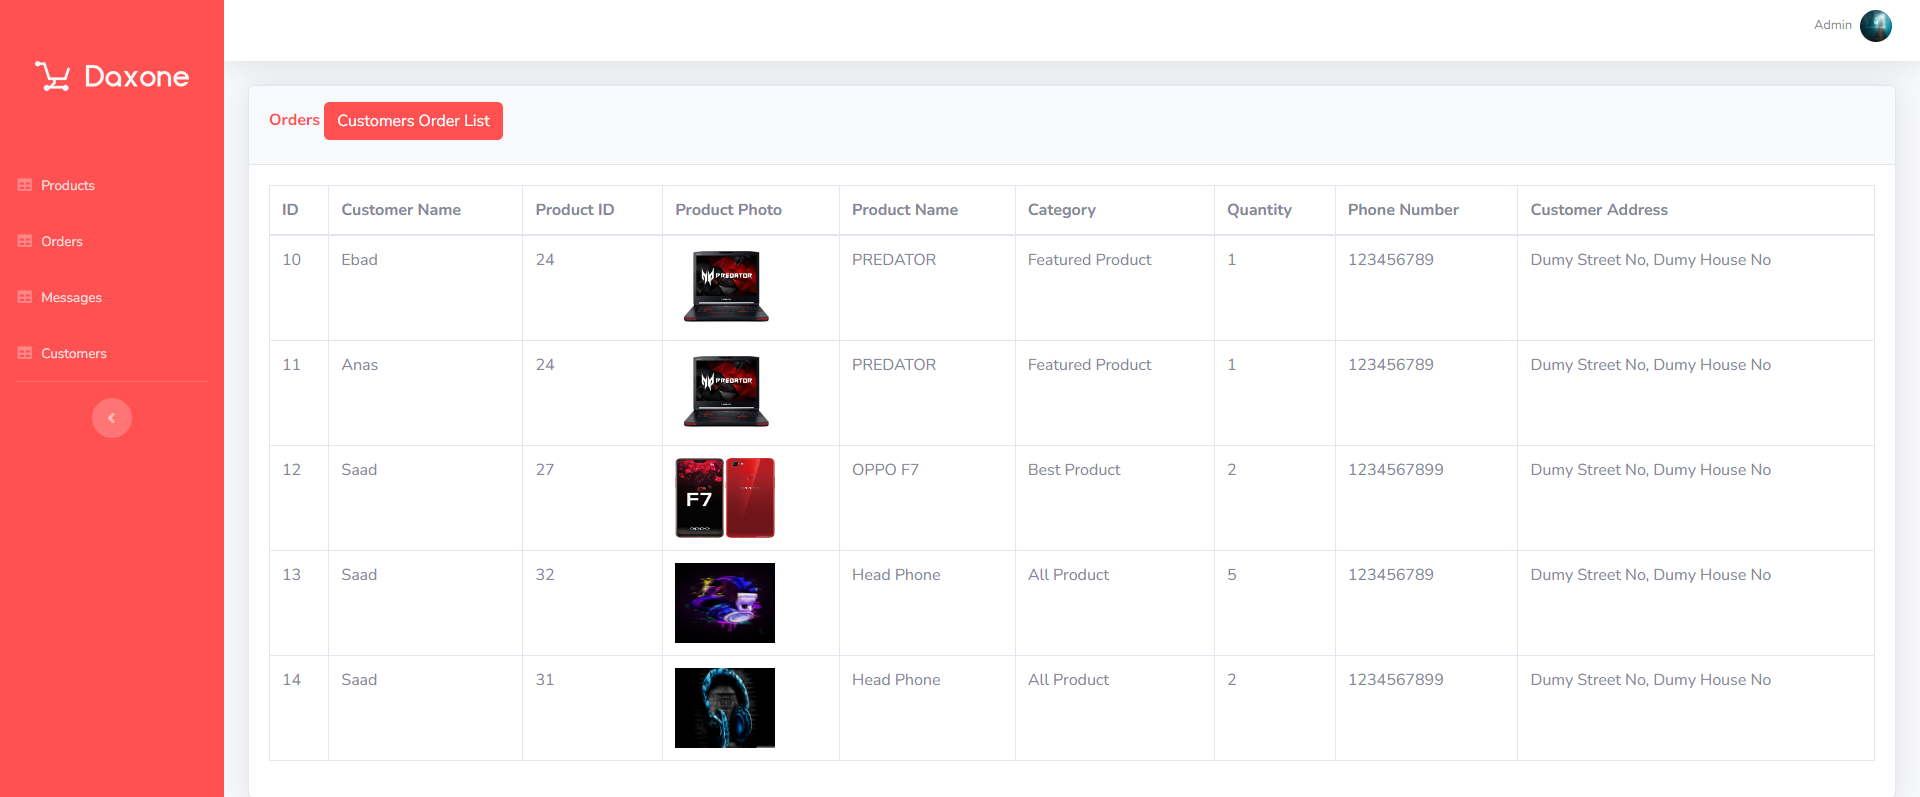 Daxone
Admin
Products
Orders
Messages
Customers
Orders Customers Order List
ID Customer Name Product ID Product Photo Product Name Category Quantity Phone Number Customer Address
10 Ebad 24 PREDATOR PREDATOR Featured Product 1 123456789 Dumy Street No, Dumy House No
11 Anas 24 PREDATOR PREDATOR Featured Product 1 123456789 Dumy Street No, Dumy House No
12 Saad 27 F7 oppo OPPO F7 Best Product 2 1234567899 Dumy Street No, Dumy House No
13 Saad 32 Head Phone All Product 5 123456789 Dumy Street No, Dumy House No
14 Saad 31 Head Phone All Product 2 1234567899 Dumy Street No, Dumy House No